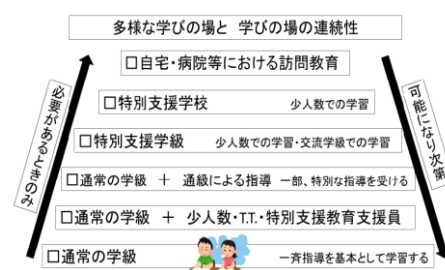 多様な学びの場と 学びの場の連続性
□自宅・病院等における訪問教育
□特別支援学校 少人数での学習
□特別支援学級 少人数での学習・交流学級での学習
□通常の学級 ＋ 通級による指導 一部、特別な指導を受ける
□通常の学級 ＋ 少人数・T.T.・特別支援教育支援員
□通常の学級 一斉指導を基本として学習する
必要があるときのみ
可能になり次第